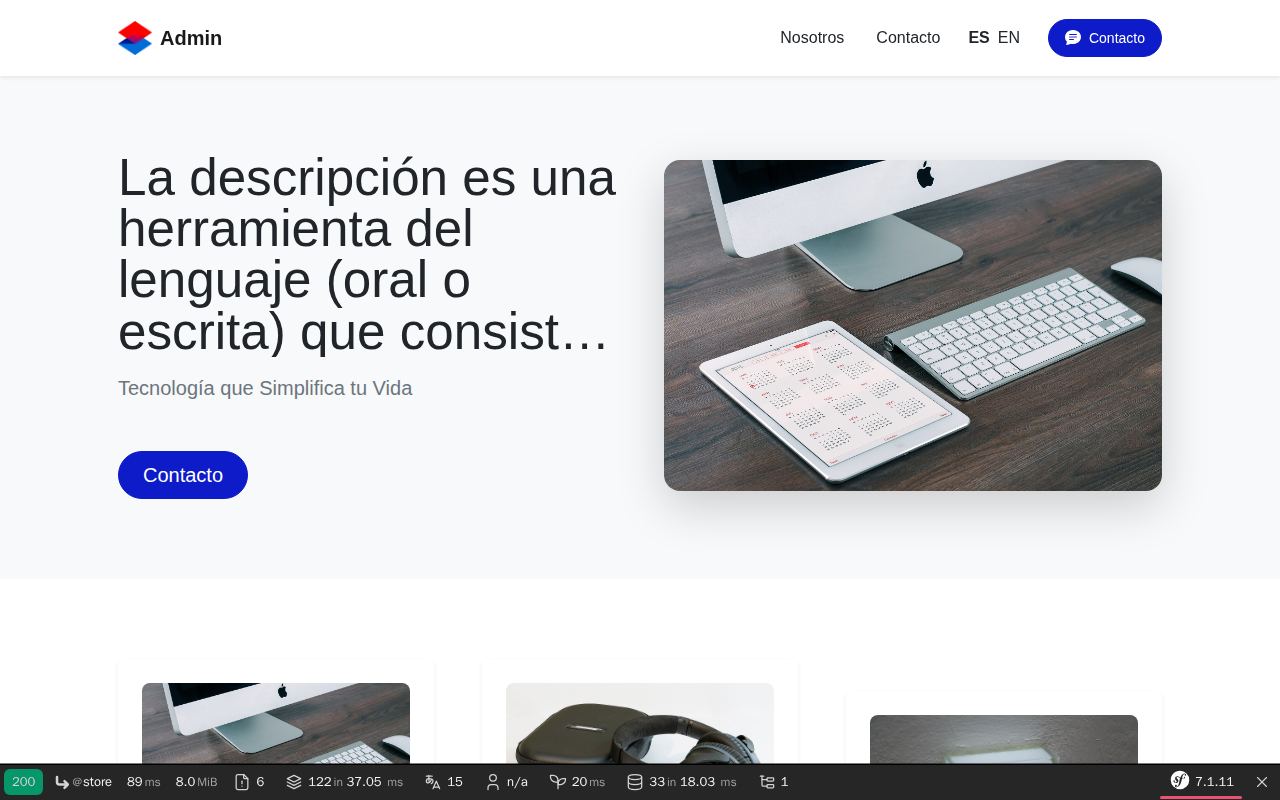 Admin
Nosotros Contacto ES EN Contacto
La descripción es una
herramienta del
lenguaje (oral o
escrita) que consist…
Tecnología que Simplifica tu Vida
Contacto
200 @store 89 ms 8.0 MiB 6 122 in 37.05 ms 15 n/a 20 ms 33 in 18.03 ms 1 7.1.11